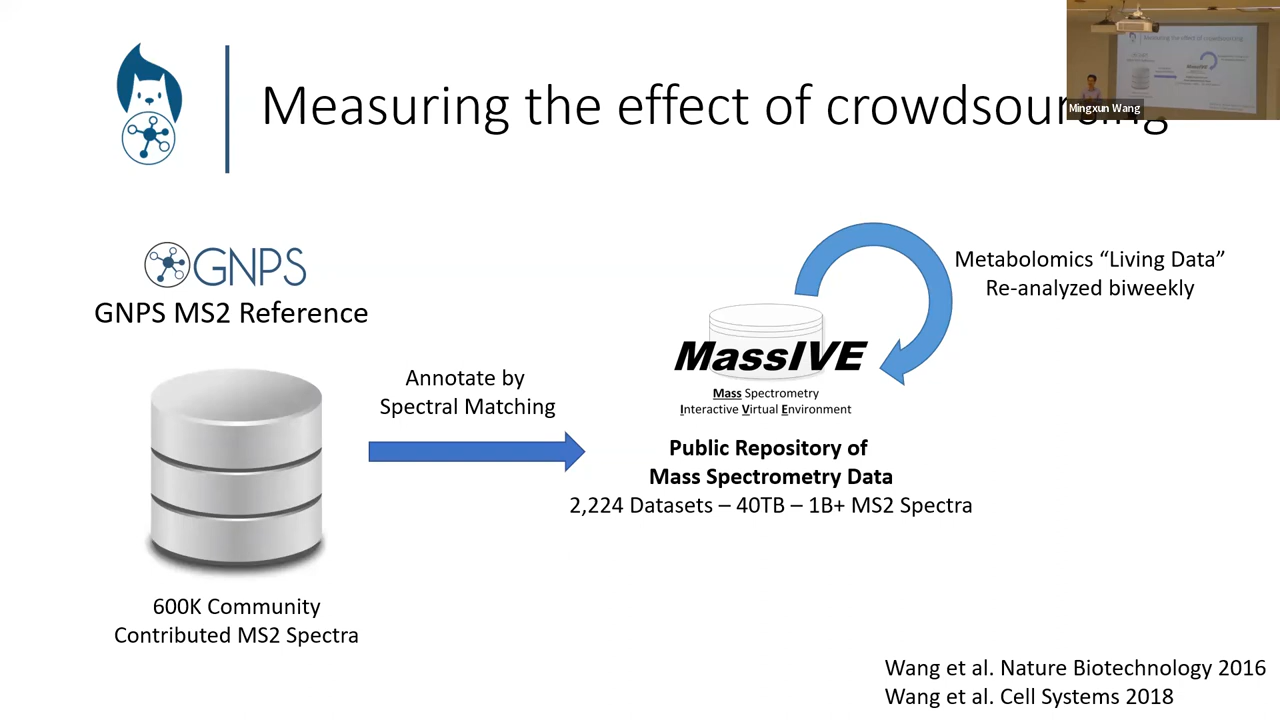 Measuring the effect of crowdsourcing
Mingxun Wang
GNPS
GNPS MS2 Reference
Annotate by
Spectral Matching
600K Community
Contributed MS2 Spectra
Metabolomics “Living Data”
Re-analyzed biweekly
MassIVE
Mass Spectrometry
Interactive Virtual Environment
Public Repository of
Mass Spectrometry Data
2,224 Datasets – 40TB – 1B+ MS2 Spectra
Wang et al. Nature Biotechnology 2016
Wang et al. Cell Systems 2018